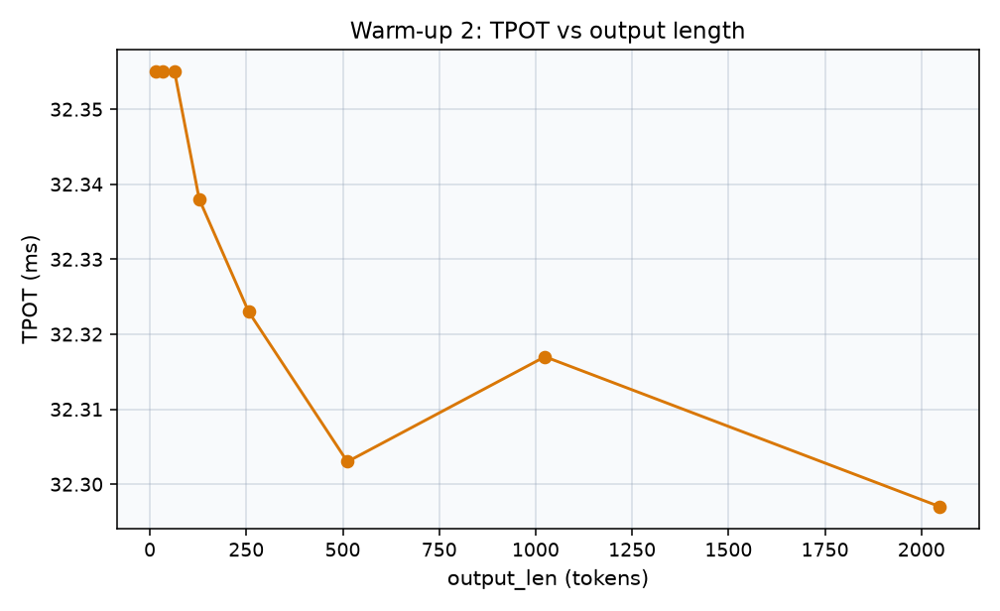 Warm-up 2: TPOT vs output length
TPOT (ms)
32.35
32.34
32.33
32.32
32.31
32.30
0 250 500 750 1000 1250 1500 1750 2000
output_len (tokens)